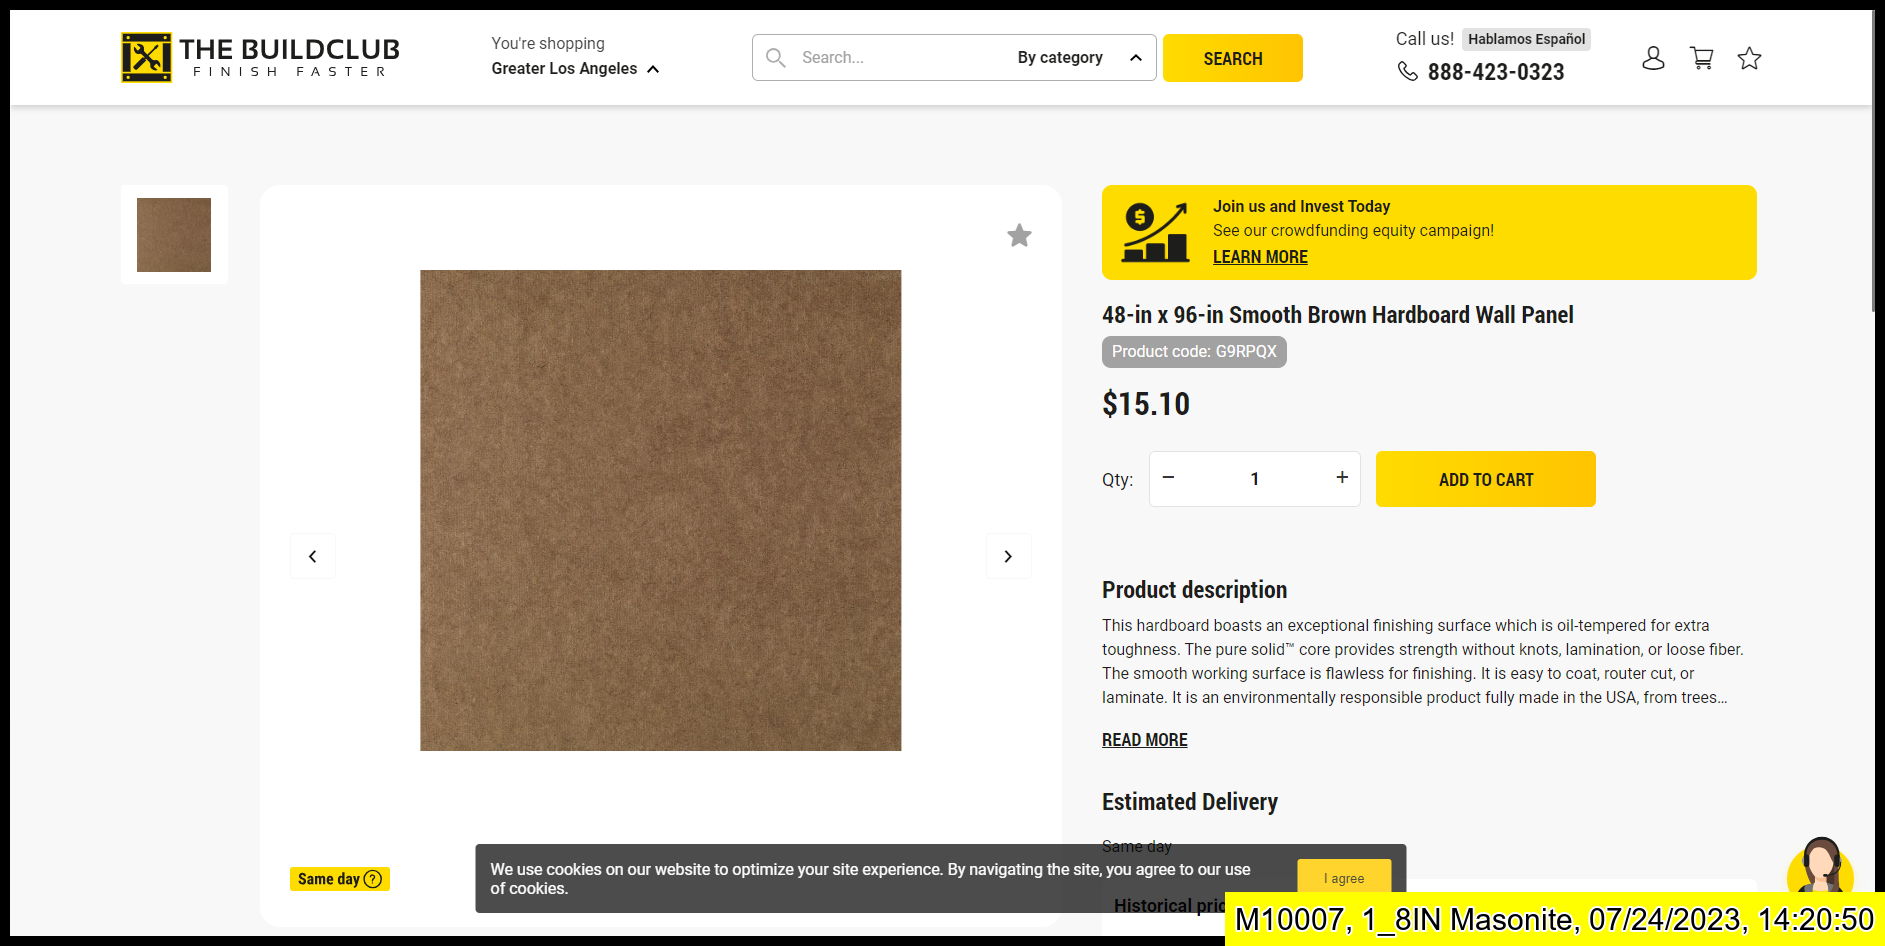 THE BUILDCLUB
FINISH FASTER
You're shopping
Greater Los Angeles
Search...
By category
SEARCH
Call us!
Hablamos Español
888-423-0323
Join us and Invest Today
See our crowdfunding equity campaign!
LEARN MORE
48-in x 96-in Smooth Brown Hardboard Wall Panel
Product code: G9RPQX
$15.10
Qty:
1
ADD TO CART
Product description
This hardboard boasts an exceptional finishing surface which is oil-tempered for extra
toughness. The pure solid™ core provides strength without knots, lamination, or loose fiber.
The smooth working surface is flawless for finishing. It is easy to coat, router cut, or
laminate. It is an environmentally responsible product fully made in the USA, from trees...
READ MORE
Estimated Delivery
Same day
Same day ?
We use cookies on our website to optimize your site experience. By navigating the site, you agree to our use
of cookies.
I agree
Historical
M10007, 1_8IN Masonite, 07/24/2023, 14:20:50